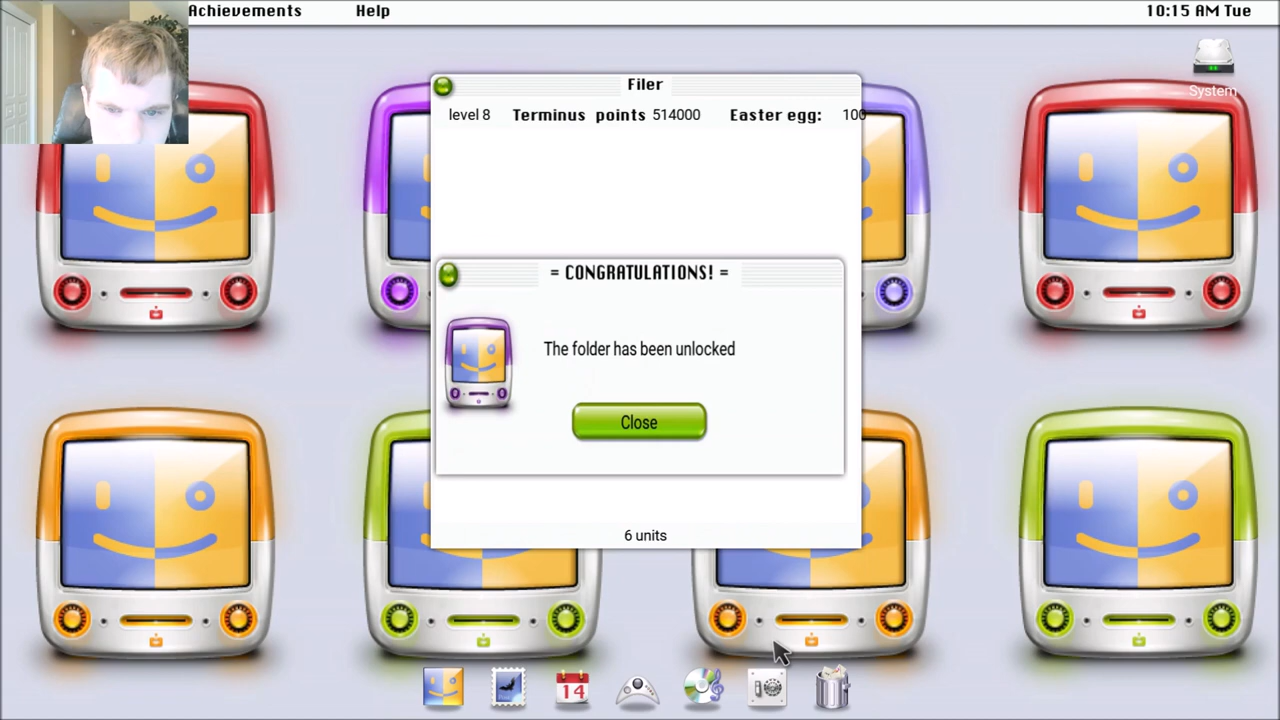 Achievements Help 10:15 AM Tue
System
Filer
level 8 Terminus points 514000 Easter egg: 100
= CONGRATULATIONS! =
The folder has been unlocked
Close
6 units
14